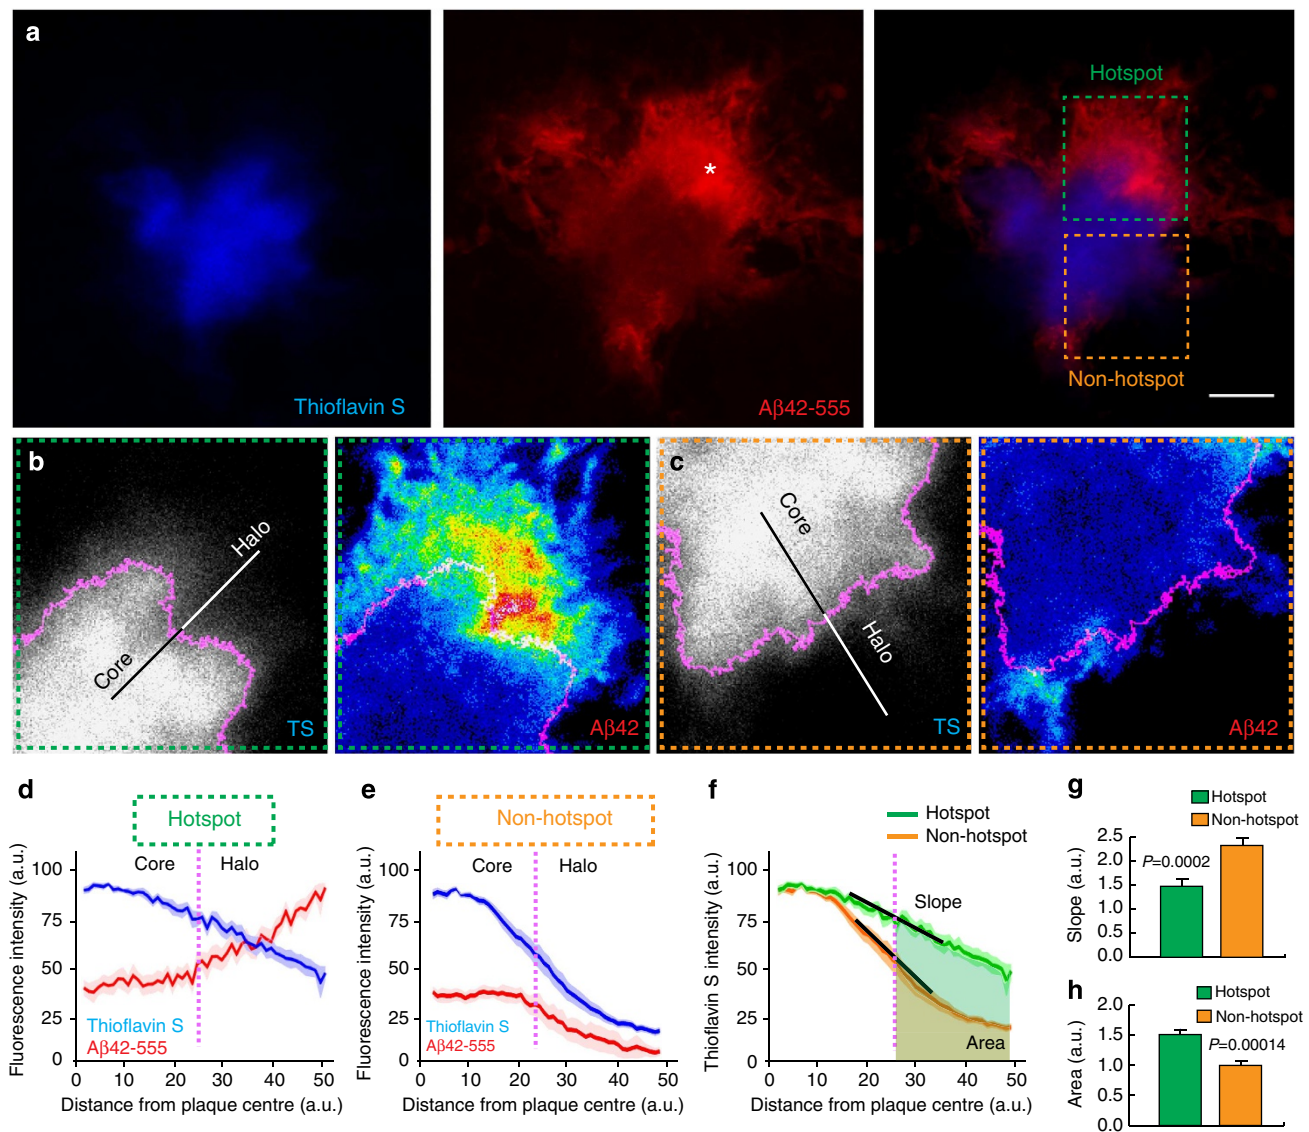 a
Thioflavin S
*
Aβ42-555
Hotspot
Non-hotspot
b
Core
Halo
TS
Aβ42
c
Core
Halo
TS
Aβ42
d
Hotspot
Core Halo
Fluorescence intensity (a.u.)
100
75
50
25
0
Thioflavin S
Aβ42-555
0 10 20 30 40 50
Distance from plaque centre (a.u.)
e
Non-hotspot
Core Halo
Fluorescence intensity (a.u.)
100
75
50
25
0
Thioflavin S
Aβ42-555
0 10 20 30 40 50
Distance from plaque centre (a.u.)
f
Hotspot
Non-hotspot
Thioflavin S intensity (a.u.)
100
75
50
25
0
Slope
Area
0 10 20 30 40 50
Distance from plaque centre (a.u.)
g
Hotspot
Non-hotspot
Slope (a.u.)
2.5
2.0
1.5
1.0
0.5
0.0
P=0.0002
h
Hotspot
Non-hotspot
Area (a.u.)
2.0
1.5
1.0
0.5
0.0
P=0.00014